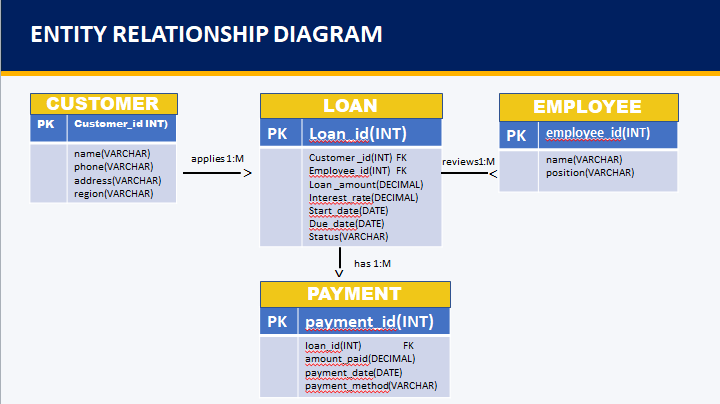 ENTITY RELATIONSHIP DIAGRAM
CUSTOMER
PK Customer_id INT)
name(VARCHAR)
phone(VARCHAR)
address(VARCHAR)
region(VARCHAR)
applies1:M
LOAN
PK Loan_id(INT)
Customer_id(INT) FK
Employee_id(INT) FK
Loan_amount(DECIMAL)
Interest_rate(DECIMAL)
Start_date(DATE)
Due_date(DATE)
Status(VARCHAR)
reviews1:M
EMPLOYEE
PK employee_id(INT)
name(VARCHAR)
position(VARCHAR)
has 1:M
PAYMENT
PK payment_id(INT)
loan_id(INT) FK
amount_paid(DECIMAL)
payment_date(DATE)
payment_method(VARCHAR)